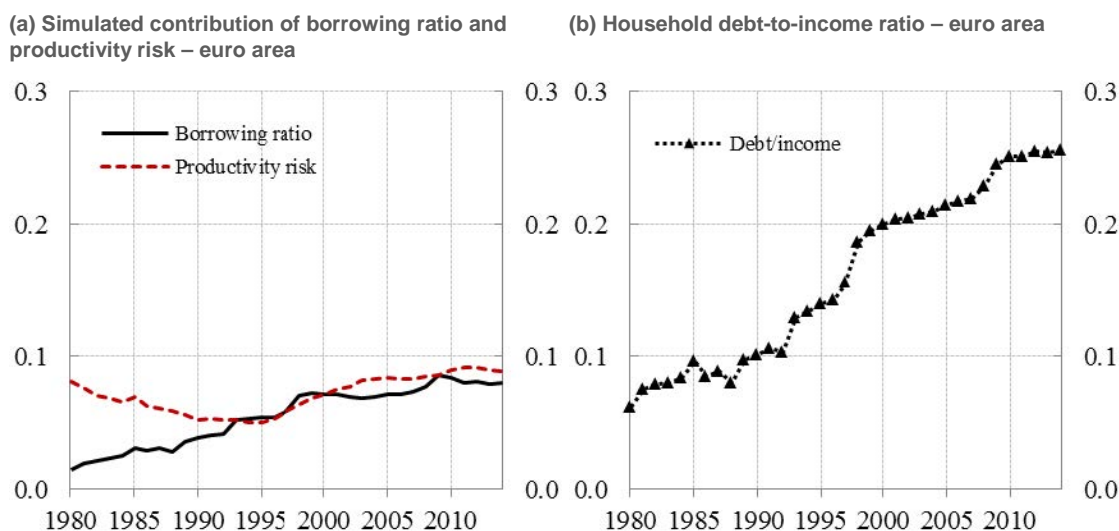 (a) Simulated contribution of borrowing ratio and
productivity risk – euro area
0.3
0.2
0.1
0.0
Borrowing ratio
Productivity risk
0.3
0.2
0.1
0.0
1980 1985 1990 1995 2000 2005 2010
(b) Household debt-to-income ratio – euro area
0.3
0.2
0.1
0.0
Debt/income
0.3
0.2
0.1
0.0
1980 1985 1990 1995 2000 2005 2010